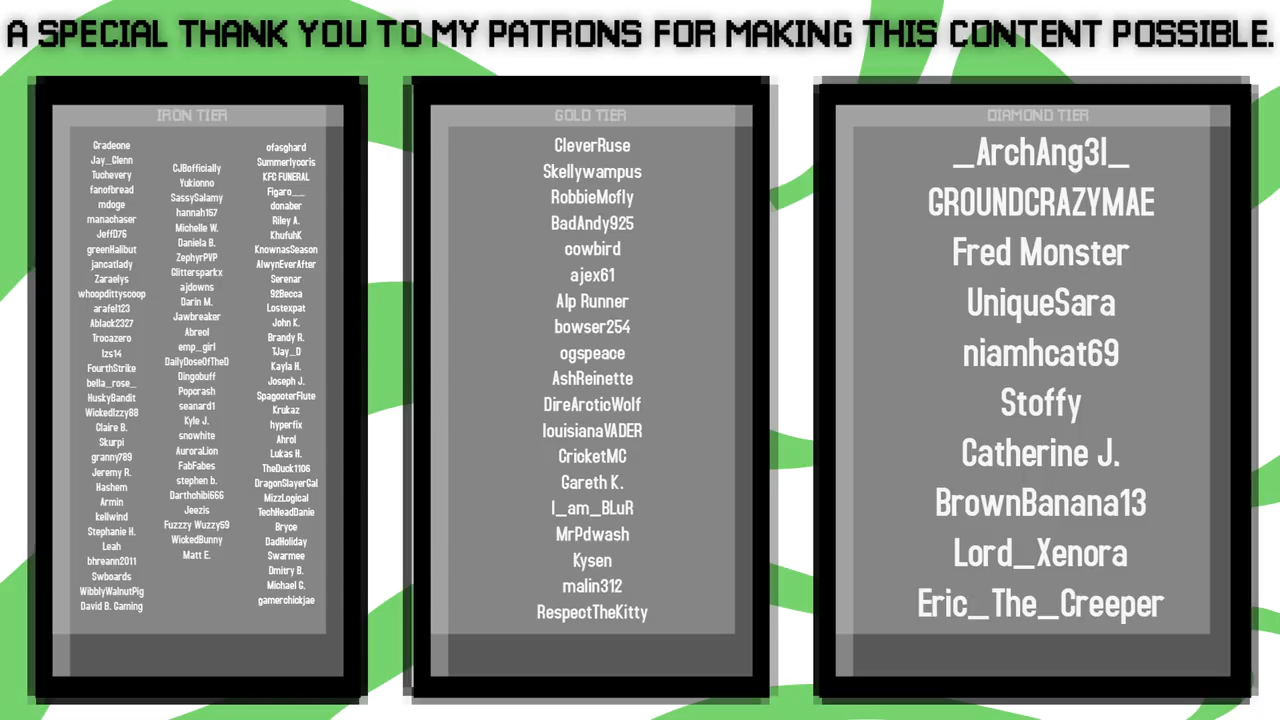 A SPECIAL THANK YOU TO MY PATRONS FOR MAKING THIS CONTENT POSSIBLE.
IRON TIER
Gradeone
Jay_Glenn
Tuchevery
fanofbread
mdoge
manachaser
JeffD76
greenHalibut
jancatlady
Zaraelys
whoopdittyscoop
arafel123
Ablack2327
Trocazero
Izs14
FourthStrike
bella_rose_
HuskyBandit
WickedIzzy88
Claire B.
Skurpi
granny789
Jeremy R.
Hashem
Armin
kellwind
Stephanie H.
Leah
bhreann2011
Swboards
WibblyWalnutPig
David B. Gaming
CJBofficially
Yukionno
SassySalamy
hannah157
Michelle W.
Daniela B.
ZephyrPVP
Glittersparkx
ajdowns
Darin M.
Jawbreaker
Abreol
emp_girl
DailyDoseOfTheD
Dingobuff
Poporash
seanard1
Kyle J.
snowhite
AuroraLion
FabFabes
stephen b.
Darthchibi666
Jeezis
Fuzzzy Wuzzy69
WickedBunny
Matt E.
ofasghard
Summerlycoris
KFC FUNERAL
Figaro__
donaber
Riley A.
KhufuhK
KnownasSeason
AlwynEverAfter
Serenar
92Becca
Lostexpat
John K.
Brandy R.
TJay_D
Kayla H.
Joseph J.
SpagooterFlute
Krukaz
hyperfix
Ahrol
Lukas H.
TheDuck1106
DragonSlayerGal
MizzLogical
TechHeadDanie
Bryce
DadHoliday
Swarmee
Dmitry B.
Michael G.
gamerchickjae
GOLD TIER
CleverRuse
Skellywampus
RobbieMcfly
BadAndy925
cowbird
ajex61
Alp Runner
bowser254
ogspeace
AshReinette
DireArcticWolf
louisianaVADER
CricketMC
Gareth K.
I_am_BLuR
MrPdwash
Kysen
malin312
RespectTheKitty
DIAMOND TIER
_ArchAng3l_
GROUNDCRAZYMAE
Fred Monster
UniqueSara
niamhcat69
Stoffy
Catherine J.
BrownBanana13
Lord_Xenora
Eric_The_Creeper